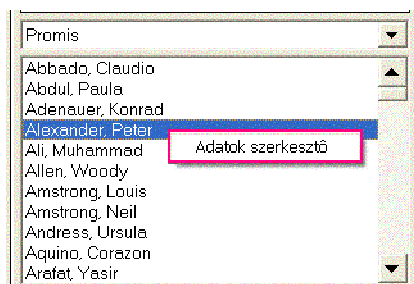 Promis
Abbado, Claudio
Abdul, Paula
Adenauer, Konrad
Alexander, Peter
Ali, Muhammad
Adatok szerkesztõ
Allen, Woody
Amstrong, Louis
Amstrong, Neil
Andress, Ursula
Aquino, Corazon
Arafat, Yasir